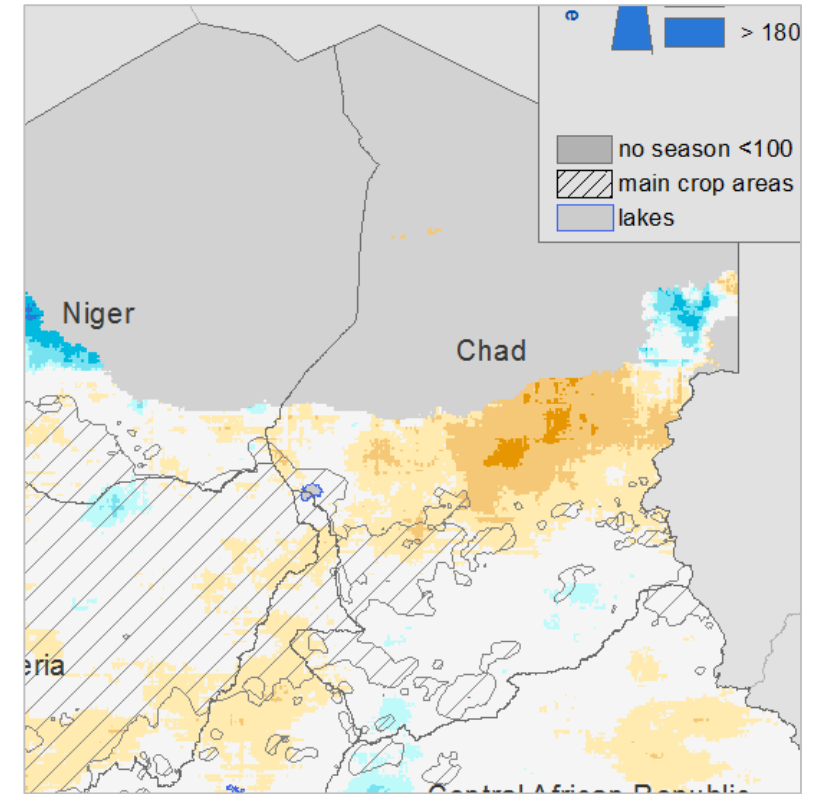 e
> 180
no season <100
main crop areas
lakes
Niger
Chad
eria
Central African Republic